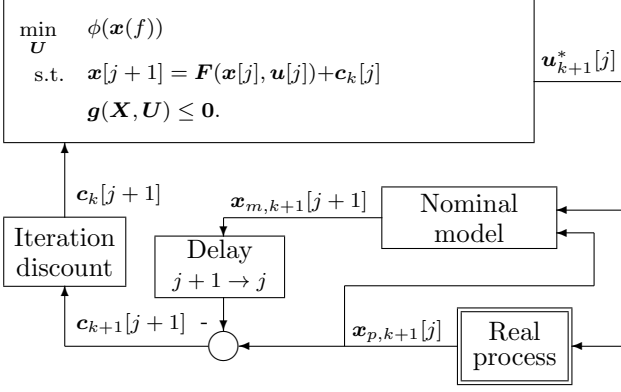 min U ϕ(x(f))
s.t. x[j + 1] = F(x[j], u[j])+c_k[j]
g(X, U) ≤ 0.
u*_{k+1}[j]
c_k[j+1]
x_{m,k+1}[j+1]
Nominal
model
Iteration
discount
Delay
j + 1 → j
c_{k+1}[j+1] -
x_{p,k+1}[j]
Real
process